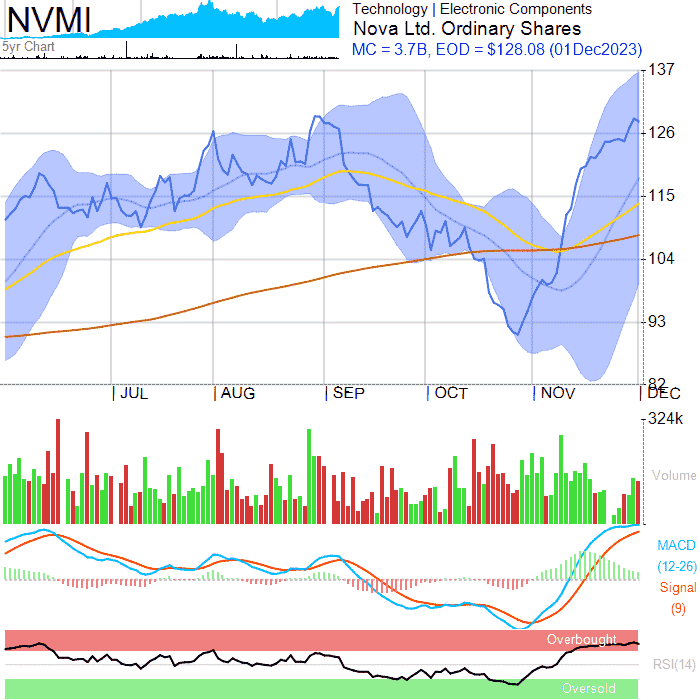 NVMI
Technology | Electronic Components
Nova Ltd. Ordinary Shares
MC = 3.7B, EOD = $128.08 (01Dec2023)
5yr Chart
137
126
115
104
93
82
JUL AUG SEP OCT NOV DEC
324k
Volume
MACD
(12-26)
Signal
(9)
Overbought
RSI(14)
Oversold